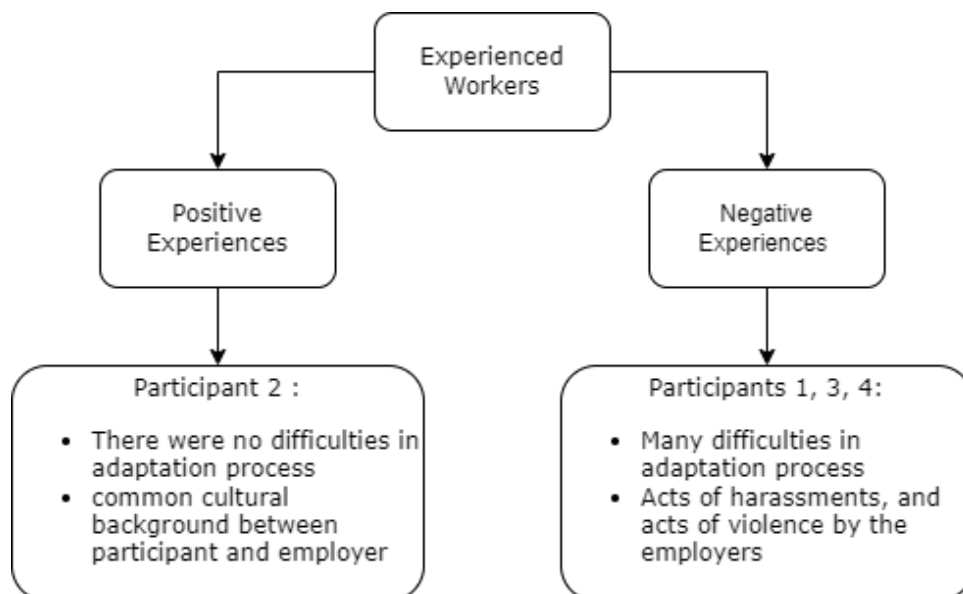 Experienced
Workers
Positive
Experiences
Negative
Experiences
Participant 2 :
• There were no difficulties in
adaptation process
• common cultural
background between
participant and employer
Participants 1, 3, 4:
• Many difficulties in
adaptation process
• Acts of harassments, and
acts of violence by the
employers